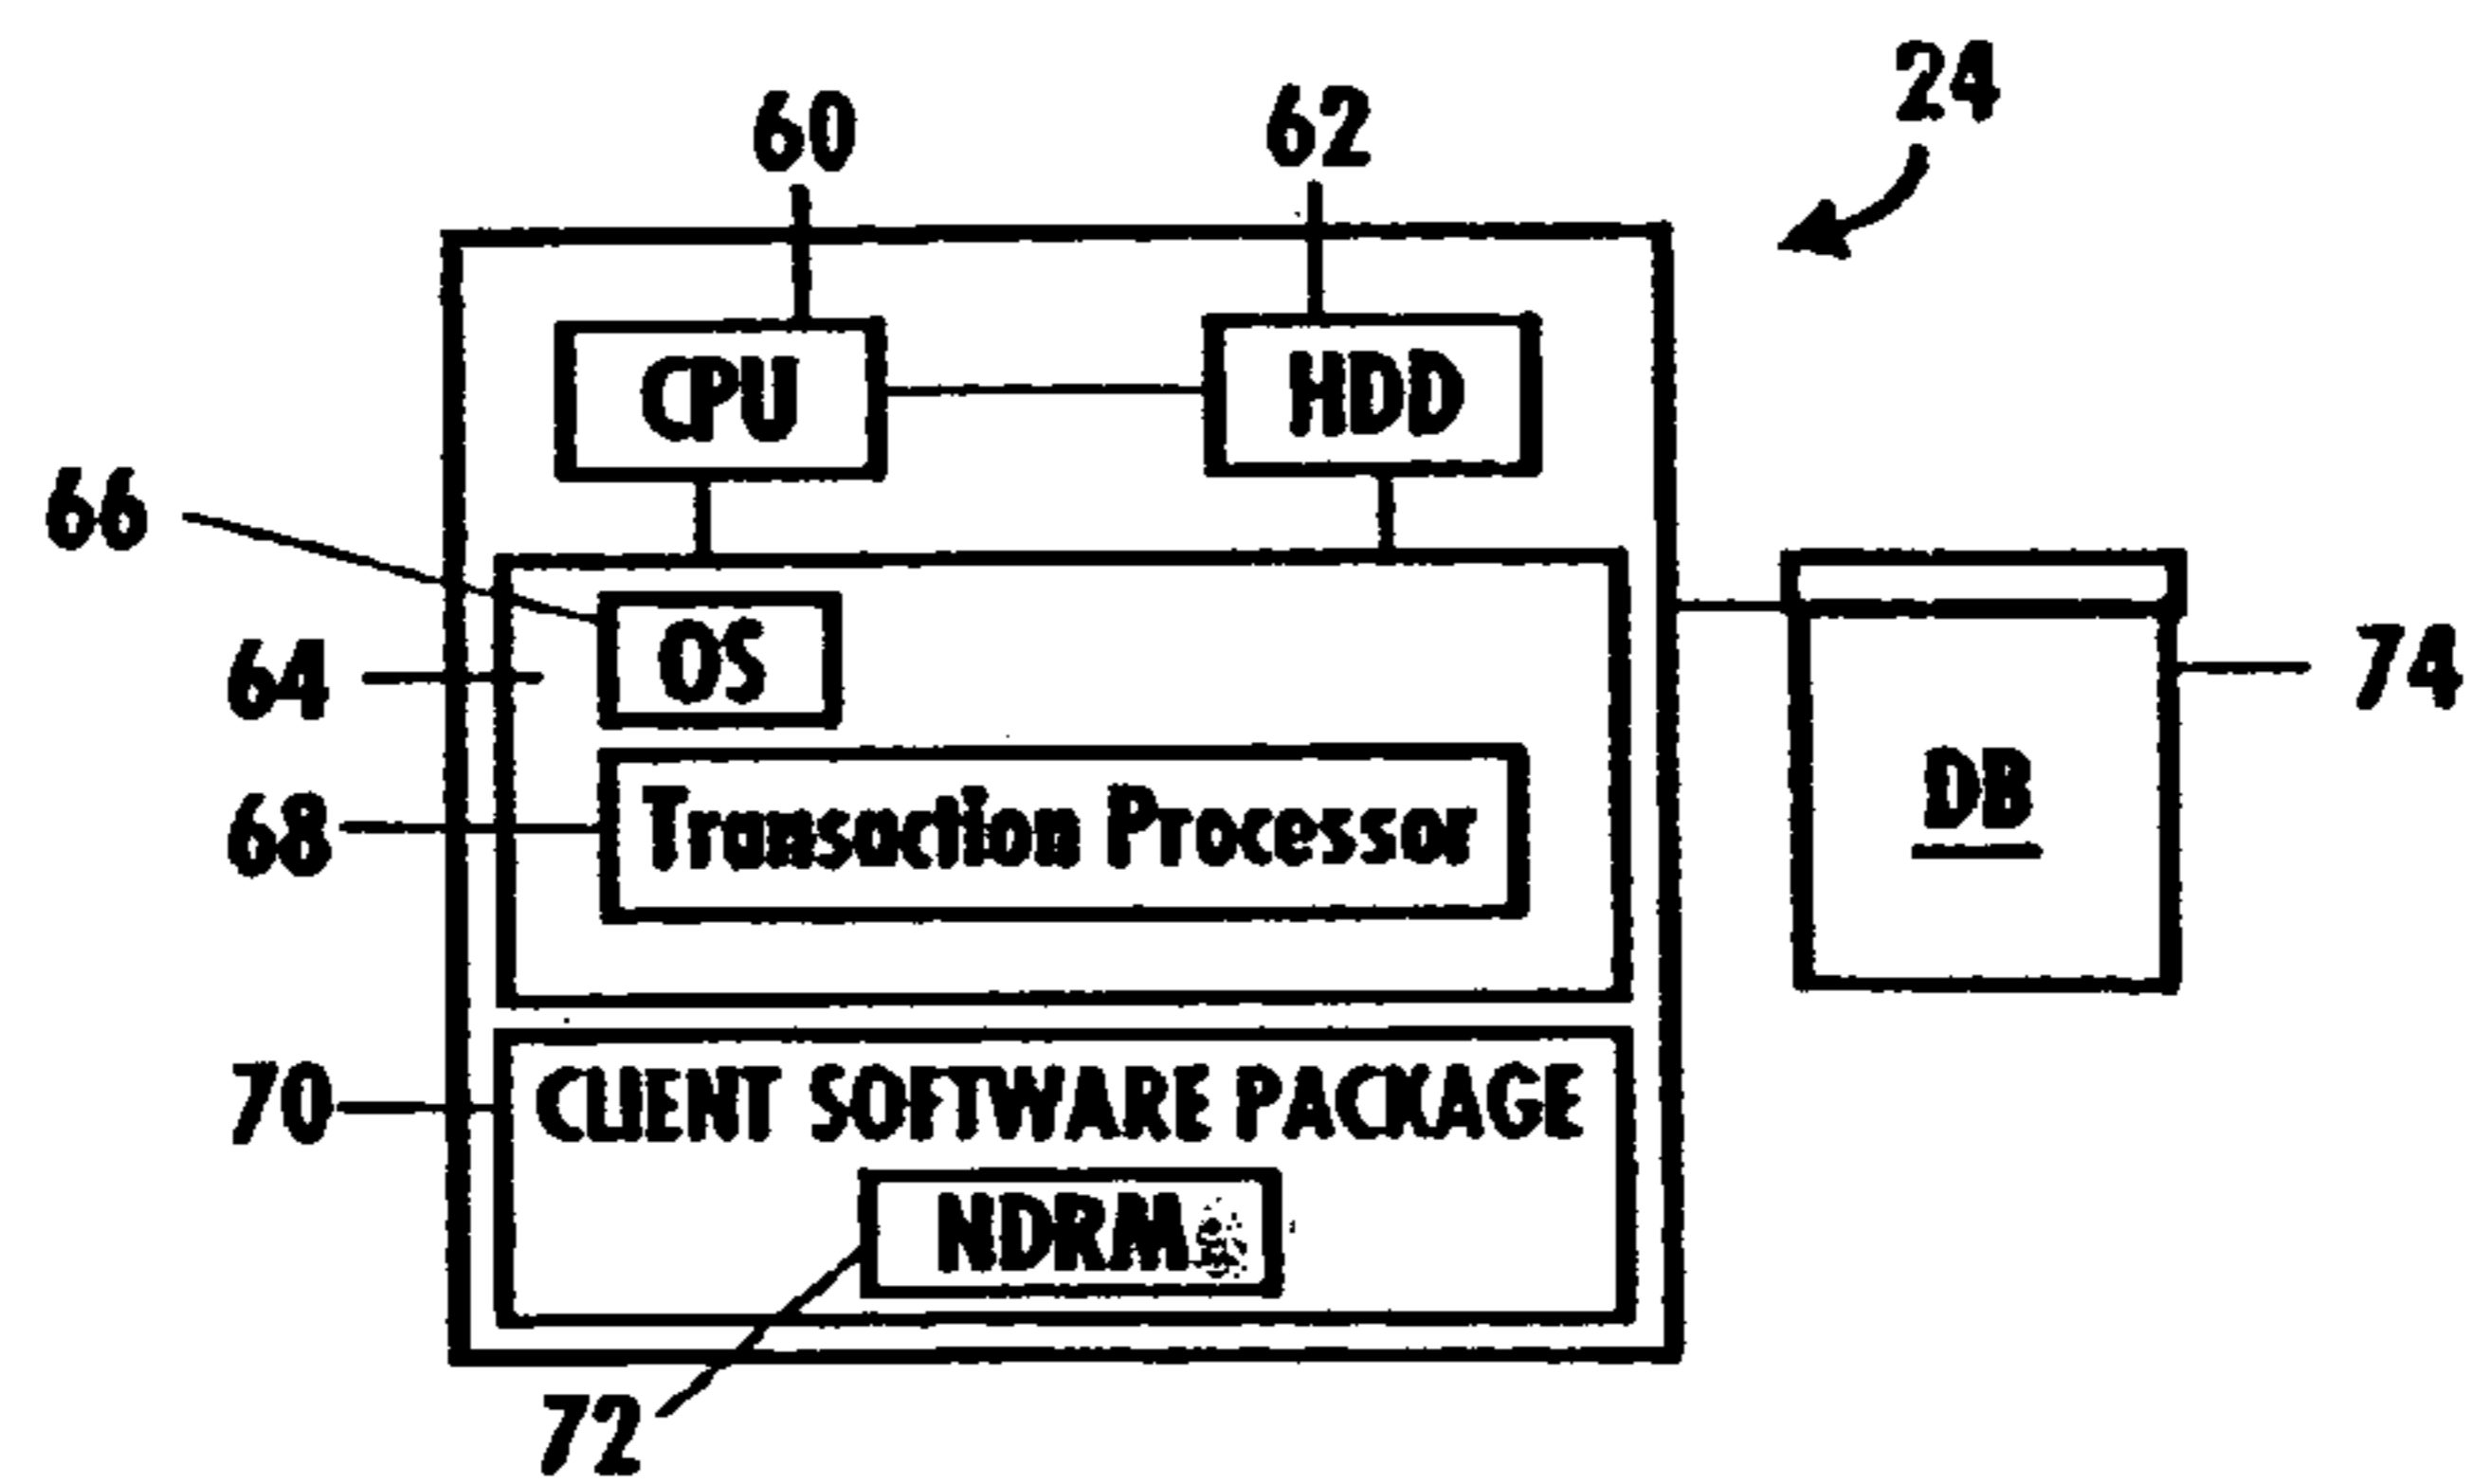 24
60 62
CPU HDD
66
OS
64
74
DB
68 Transaction Processor
70 CLIENT SOFTWARE PACKAGE
NDRM
72